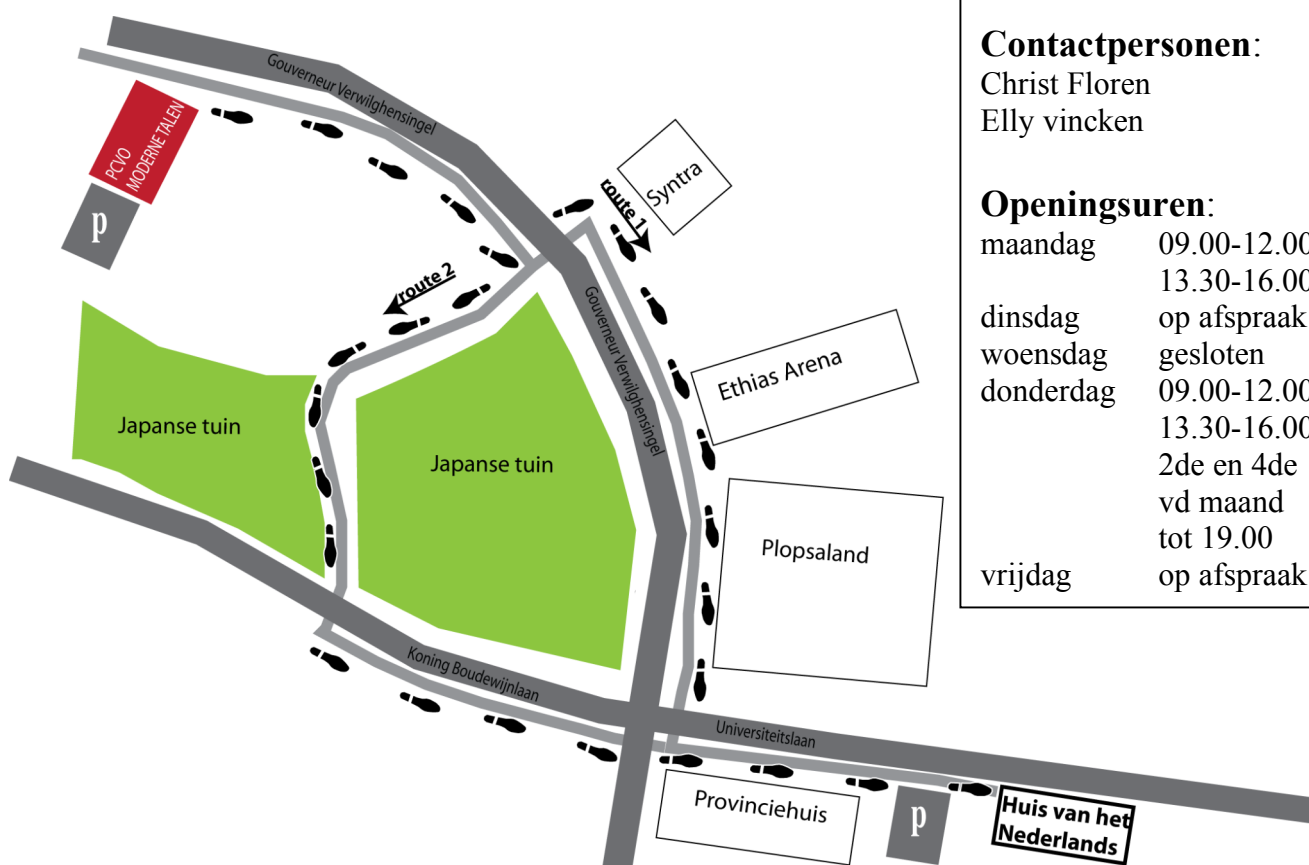 Gouverneur Verwilghensingel
PCVO
MODERNE TALEN
p
Syntra
route 1
route 2
Gouverneur Verwilghensingel
Ethias Arena
Japanse tuin
Japanse tuin
Plopsaland
Koning Boudewijnlaan
Universiteitslaan
Provinciehuis
p
Huis van het
Nederlands
Contactpersonen:
Christ Floren
Elly vincken
Openingsuren:
maandag 09.00-12.00
13.30-16.00
dinsdag op afspraak
woensdag gesloten
donderdag 09.00-12.00
13.30-16.00
2de en 4de
vd maand
tot 19.00
vrijdag op afspraak